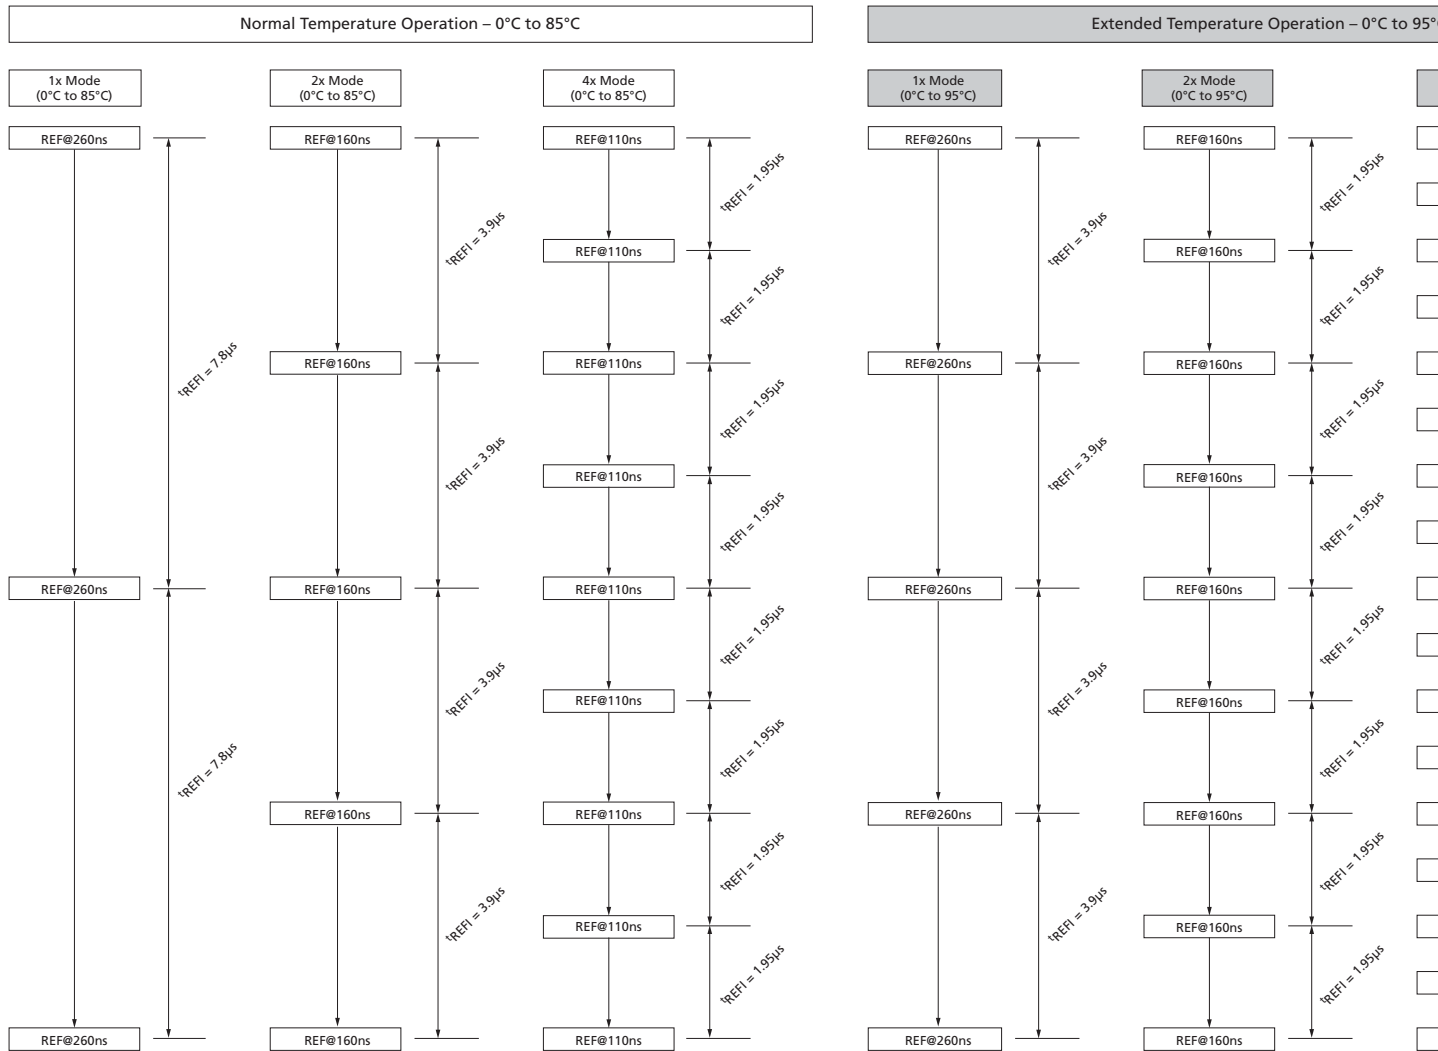 Normal Temperature Operation – 0°C to 85°C
Extended Temperature Operation – 0°C to 95°
1x Mode
(0°C to 85°C)
2x Mode
(0°C to 85°C)
4x Mode
(0°C to 85°C)
1x Mode
(0°C to 95°C)
2x Mode
(0°C to 95°C)
REF@260ns
REF@160ns
REF@110ns
REF@260ns
REF@160ns
tREFI = 1.95µs
tREFI = 1.95µs
tREFI = 3.9µs
tREFI = 3.9µs
REF@110ns
REF@160ns
tREFI = 1.95µs
tREFI = 1.95µs
tREFI = 7.8µs
REF@160ns
REF@110ns
REF@260ns
REF@160ns
tREFI = 1.95µs
tREFI = 1.95µs
tREFI = 3.9µs
tREFI = 3.9µs
REF@110ns
REF@160ns
tREFI = 1.95µs
tREFI = 1.95µs
REF@260ns
REF@160ns
REF@110ns
REF@260ns
REF@160ns
tREFI = 1.95µs
tREFI = 1.95µs
tREFI = 3.9µs
tREFI = 3.9µs
REF@110ns
REF@160ns
tREFI = 7.8µs
tREFI = 1.95µs
tREFI = 1.95µs
REF@160ns
REF@110ns
REF@260ns
REF@160ns
tREFI = 1.95µs
tREFI = 1.95µs
tREFI = 3.9µs
tREFI = 3.9µs
REF@110ns
REF@160ns
tREFI = 1.95µs
tREFI = 1.95µs
REF@260ns
REF@160ns
REF@110ns
REF@260ns
REF@160ns